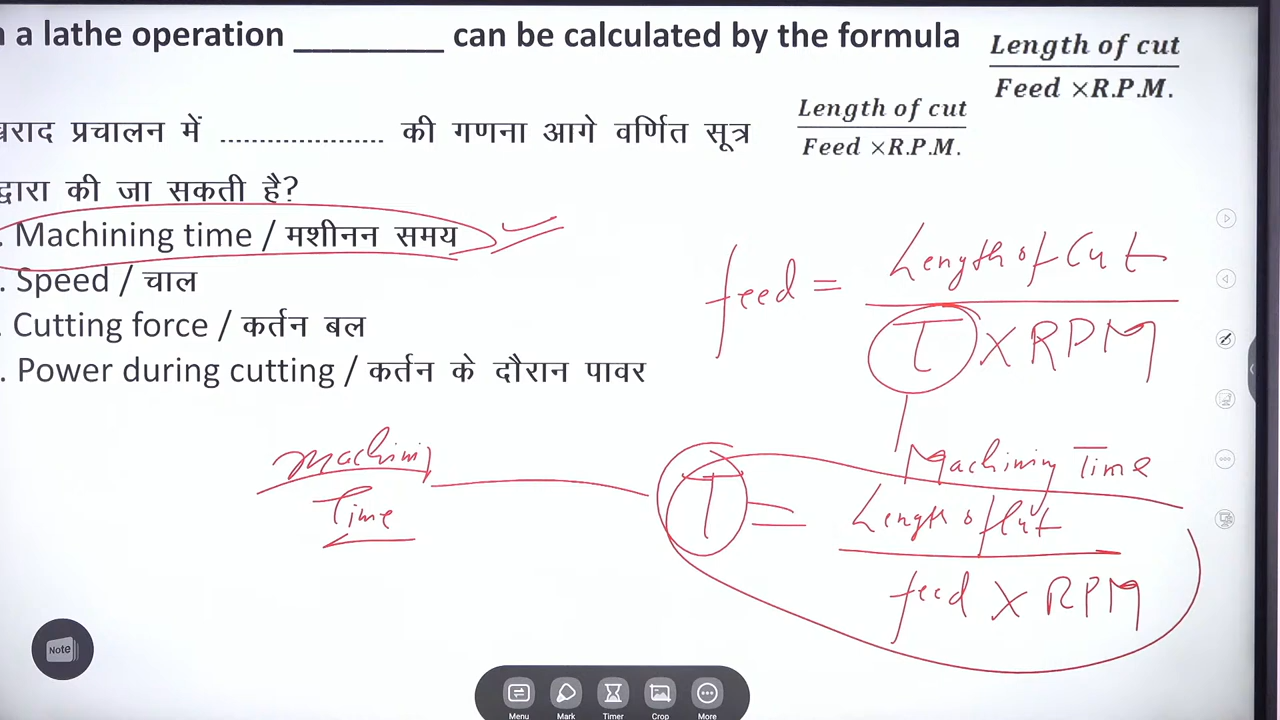 a lathe operation ________ can be calculated by the formula
Length of cut
Feed ×R.P.M.
खराद प्रचालन में ..................... की गणना आगे वर्णित सूत्र
Length of cut
Feed ×R.P.M.
द्वारा की जा सकती है?
. Machining time / मशीनन समय
. Speed / चाल
. Cutting force / कर्तन बल
. Power during cutting / कर्तन के दौरान पावर
feed = Length of Cut
T X RPM
Machining Time
Machining
Time
T = Length of Cut
feed X RPM
Note
Menu
Mark
Timer
Crop
More